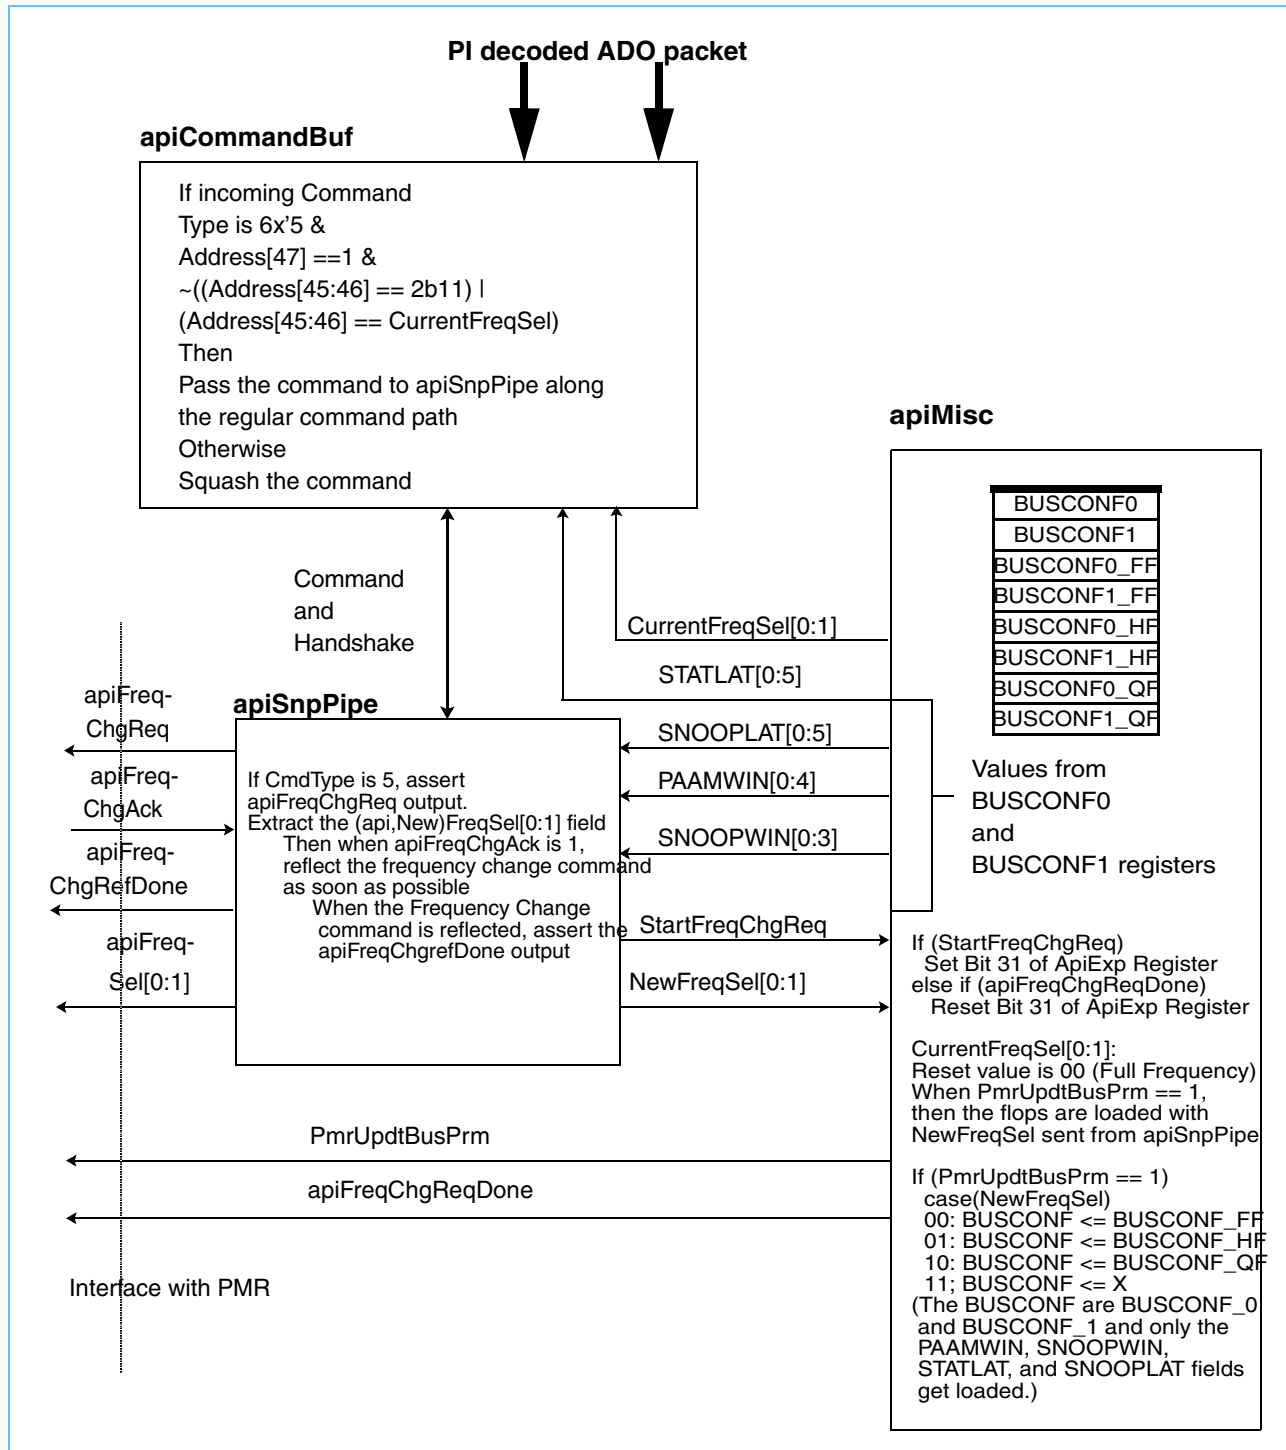 PI decoded ADO packet
apiCommandBuf
If incoming Command
Type is 6x'5 &
Address[47] ==1 &
~((Address[45:46] == 2b11) |
(Address[45:46] == CurrentFreqSel)
Then
Pass the command to apiSnpPipe along
the regular command path
Otherwise
Squash the command
apiMisc
BUSCONF0
BUSCONF1
BUSCONF0_FF
BUSCONF1_FF
BUSCONF0_HF
BUSCONF1_HF
BUSCONF0_QF
BUSCONF1_QF
Command
and
Handshake
CurrentFreqSel[0:1]
STATLAT[0:5]
SNOOPLAT[0:5]
PAAMWIN[0:4]
SNOOPWIN[0:3]
Values from
BUSCONF0
and
BUSCONF1 registers
apiFreq-
ChgReq
apiFreq-
ChgAck
apiFreq-
ChgRefDone
apiFreq-
Sel[0:1]
apiSnpPipe
If CmdType is 5, assert
apiFreqChgReq output.
Extract the (api,New)FreqSel[0:1] field
Then when apiFreqChgAck is 1,
reflect the frequency change command
as soon as possible
When the Frequency Change
command is reflected, assert the
apiFreqChgrefDone output
StartFreqChgReq
NewFreqSel[0:1]
If (StartFreqChgReq)
Set Bit 31 of ApiExp Register
else if (apiFreqChgReqDone)
Reset Bit 31 of ApiExp Register
CurrentFreqSel[0:1]:
Reset value is 00 (Full Frequency)
When PmrUpdtBusPrm == 1,
then the flops are loaded with
NewFreqSel sent from apiSnpPipe
If (PmrUpdtBusPrm == 1)
case(NewFreqSel)
00: BUSCONF <= BUSCONF_FF
01: BUSCONF <= BUSCONF_HF
10: BUSCONF <= BUSCONF_QF
11; BUSCONF <= X
(The BUSCONF are BUSCONF_0
and BUSCONF_1 and only the
PAAMWIN, SNOOPWIN,
STATLAT, and SNOOPLAT fields
get loaded.)
PmrUpdtBusPrm
apiFreqChgReqDone
Interface with PMR